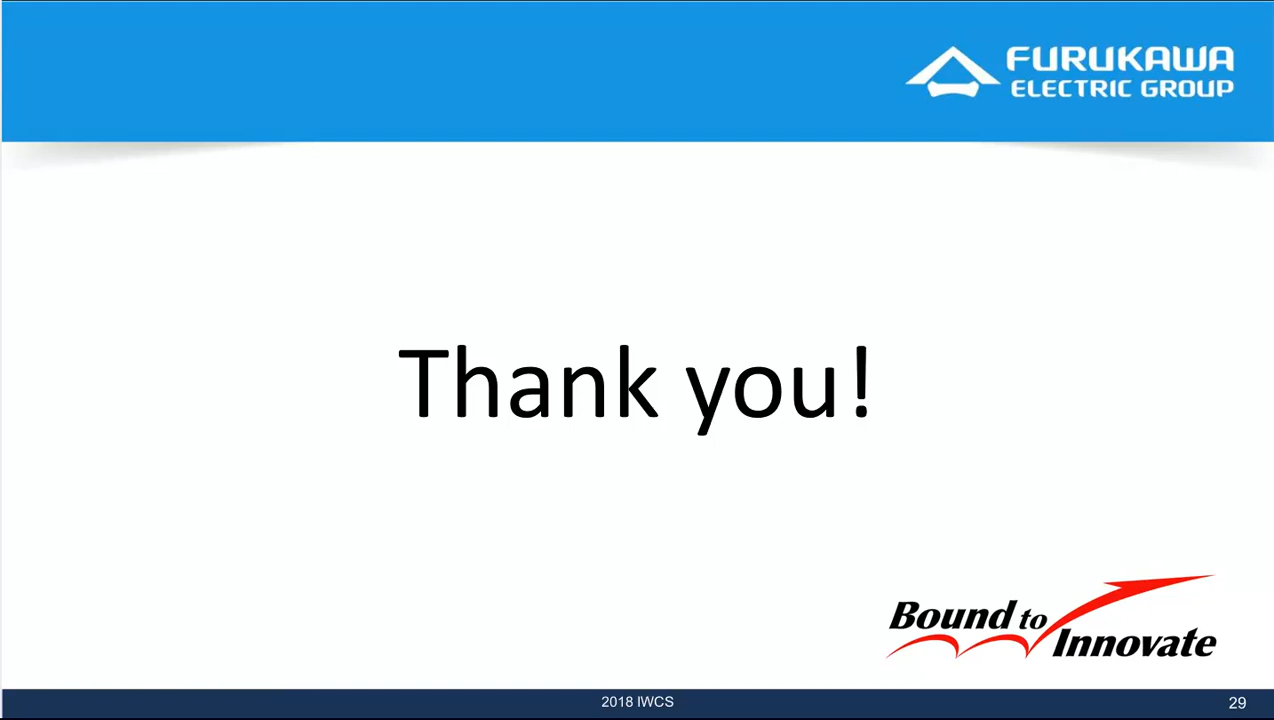 FURUKAWA
ELECTRIC GROUP
Thank you!
Bound to
Innovate
2018 IWCS
29